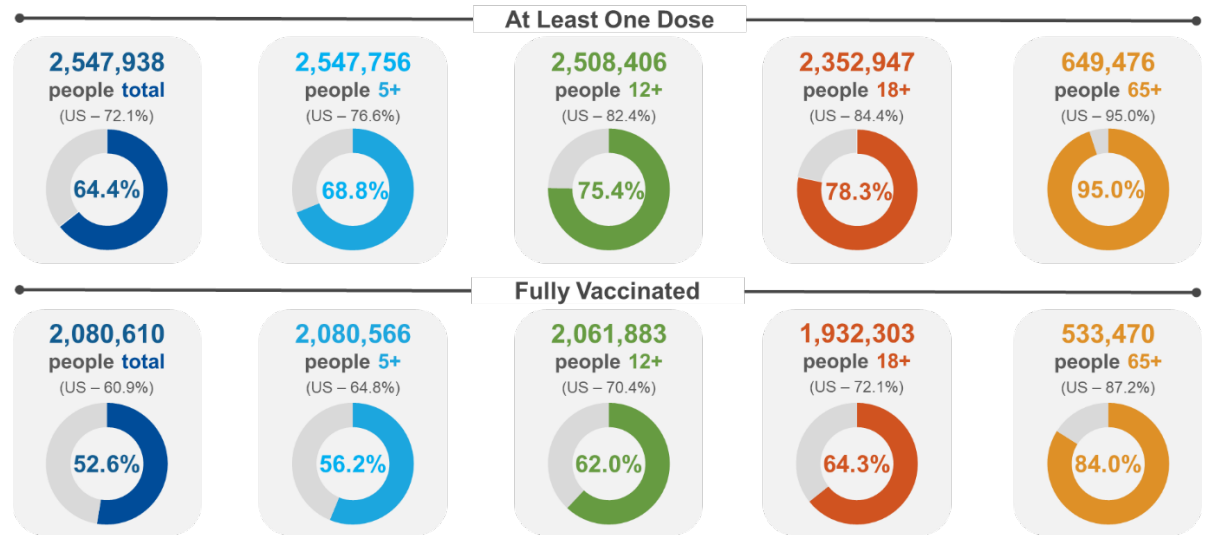 At Least One Dose
2,547,938
people total
(US – 72.1%)
64.4%
2,547,756
people 5+
(US – 76.6%)
68.8%
2,508,406
people 12+
(US – 82.4%)
75.4%
2,352,947
people 18+
(US – 84.4%)
78.3%
649,476
people 65+
(US – 95.0%)
95.0%
Fully Vaccinated
2,080,610
people total
(US – 60.9%)
52.6%
2,080,566
people 5+
(US – 64.8%)
56.2%
2,061,883
people 12+
(US – 70.4%)
62.0%
1,932,303
people 18+
(US – 72.1%)
64.3%
533,470
people 65+
(US – 87.2%)
84.0%